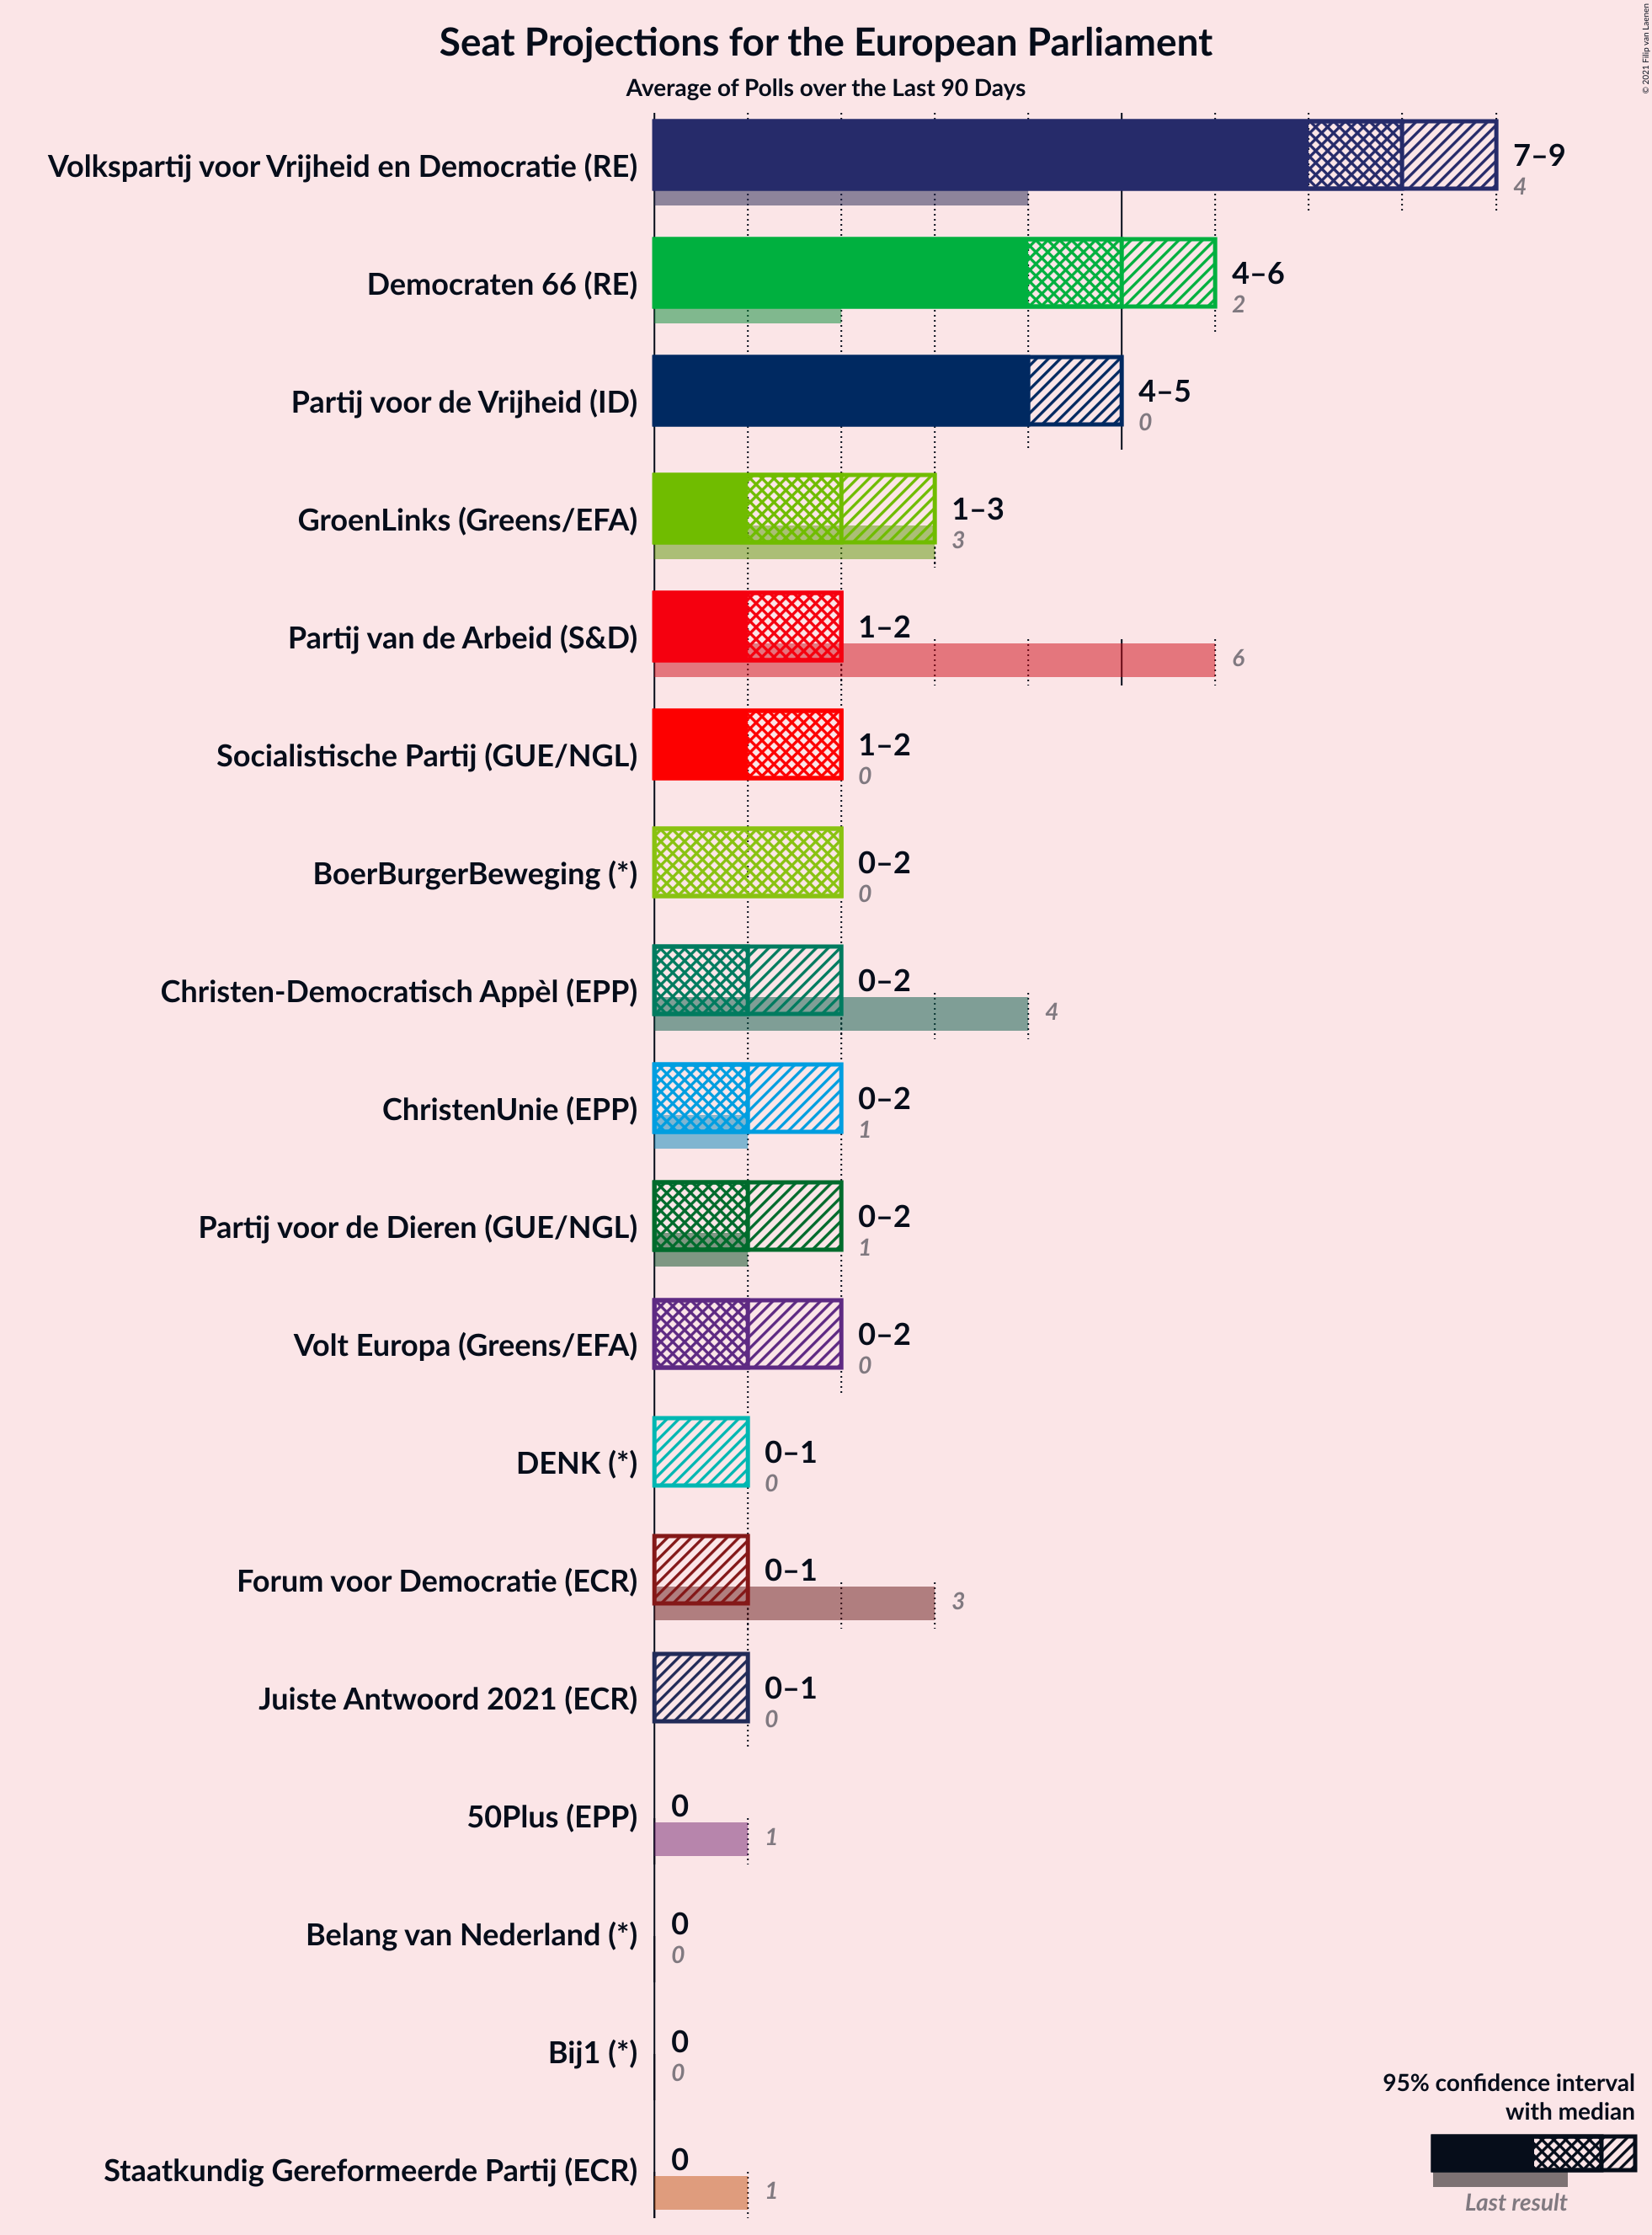 Seat Projections for the European Parliament
Average of Polls over the Last 90 Days
© 2021 Filip van Laenen
Volkspartij voor Vrijheid en Democratie (RE)
7–9
4
Democraten 66 (RE)
4–6
2
Partij voor de Vrijheid (ID)
4–5
0
GroenLinks (Greens/EFA)
1–3
3
Partij van de Arbeid (S&D)
1–2
6
Socialistische Partij (GUE/NGL)
1–2
0
BoerBurgerBeweging (*)
0–2
0
Christen-Democratisch Appèl (EPP)
0–2
4
ChristenUnie (EPP)
0–2
1
Partij voor de Dieren (GUE/NGL)
0–2
1
Volt Europa (Greens/EFA)
0–2
0
DENK (*)
0–1
0
Forum voor Democratie (ECR)
0–1
3
Juiste Antwoord 2021 (ECR)
0–1
0
50Plus (EPP)
0
1
Belang van Nederland (*)
0
0
Bij1 (*)
0
0
Staatkundig Gereformeerde Partij (ECR)
0
1
95% confidence interval
with median
Last result